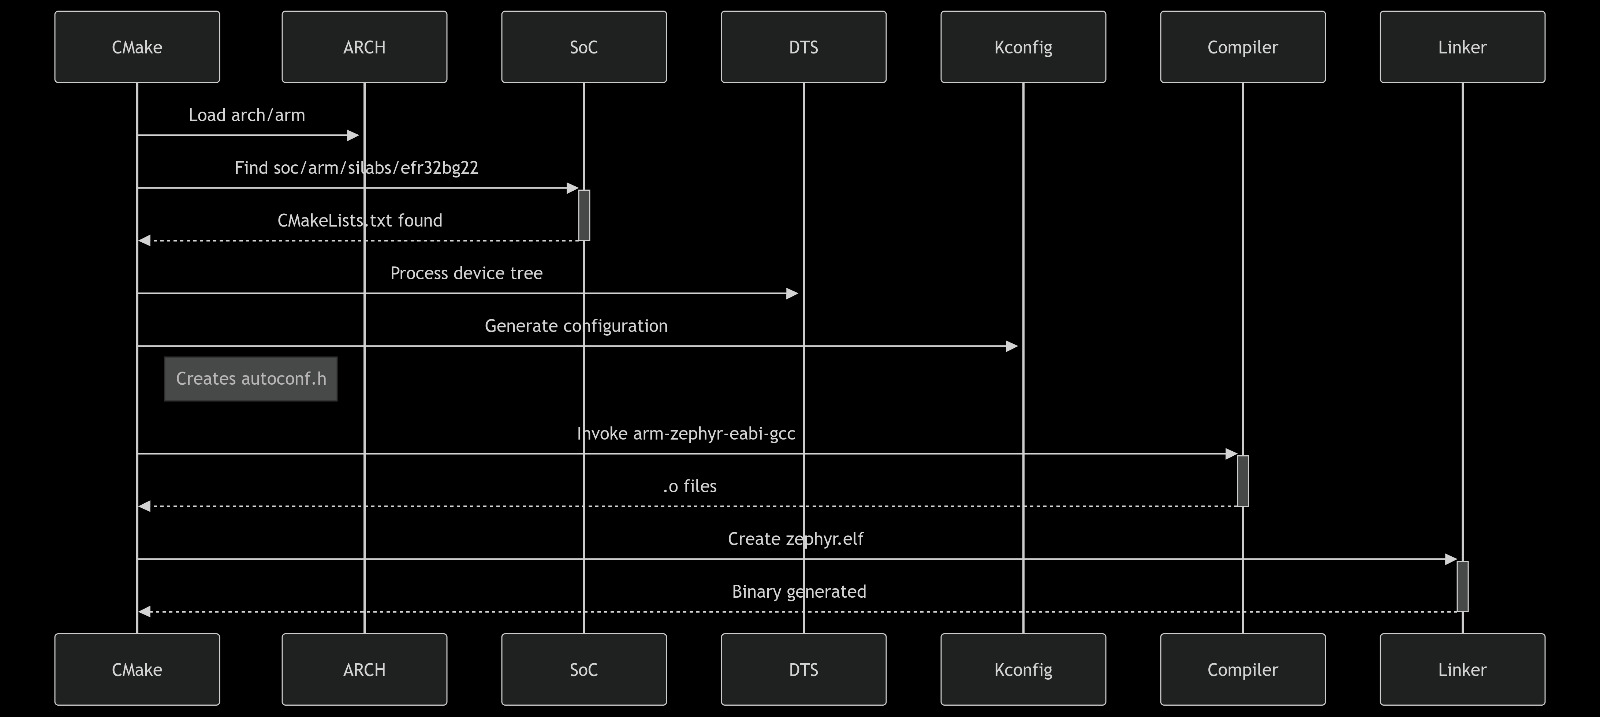 CMake
ARCH
SoC
DTS
Kconfig
Compiler
Linker
Load arch/arm
Find soc/arm/silabs/efr32bg22
CMakeLists.txt found
Process device tree
Generate configuration
Creates autoconf.h
Invoke arm-zephyr-eabi-gcc
.o files
Create zephyr.elf
Binary generated
CMake
ARCH
SoC
DTS
Kconfig
Compiler
Linker